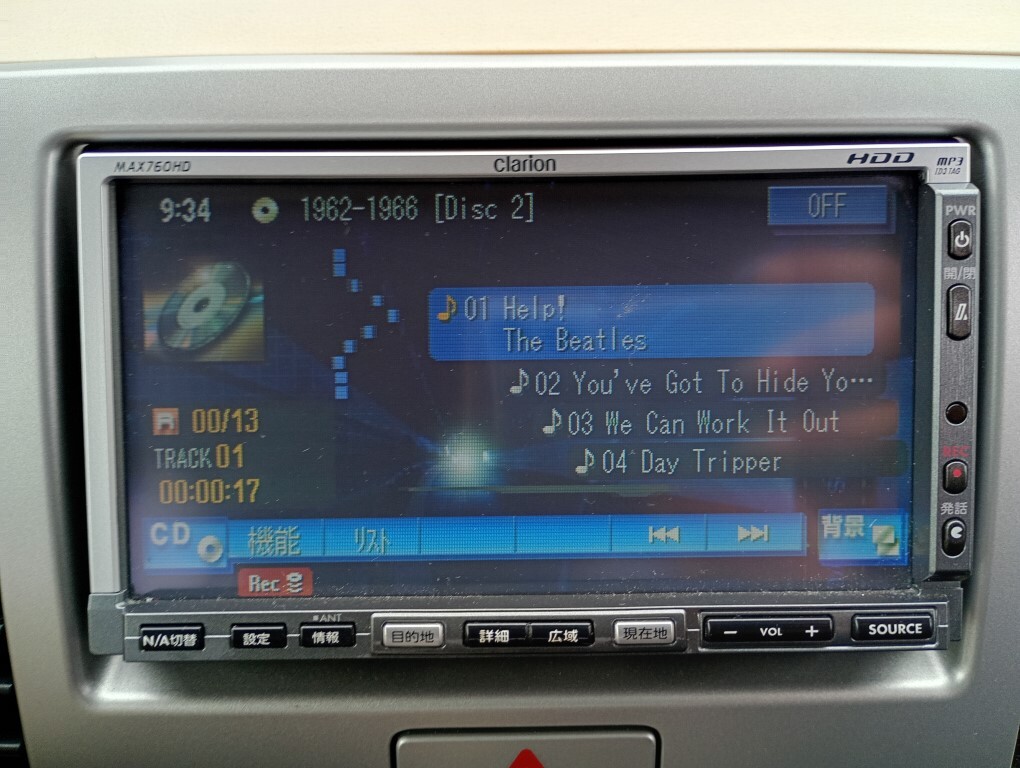 MAX760HD
clarion
HDD
MP3
ID3 TAG
9:34
1962-1966 [Disc 2]
OFF
PWR
開/閉
♪01 Help!
The Beatles
♪02 You've Got To Hide Yo…
♪03 We Can Work It Out
♪04 Day Tripper
R 00/13
TRACK 01
00:00:17
REC
発話
CD
機能
リスト
背景
Rec
ANT
N/A切替
設定
情報
目的地
詳細
広域
現在地
− VOL +
SOURCE